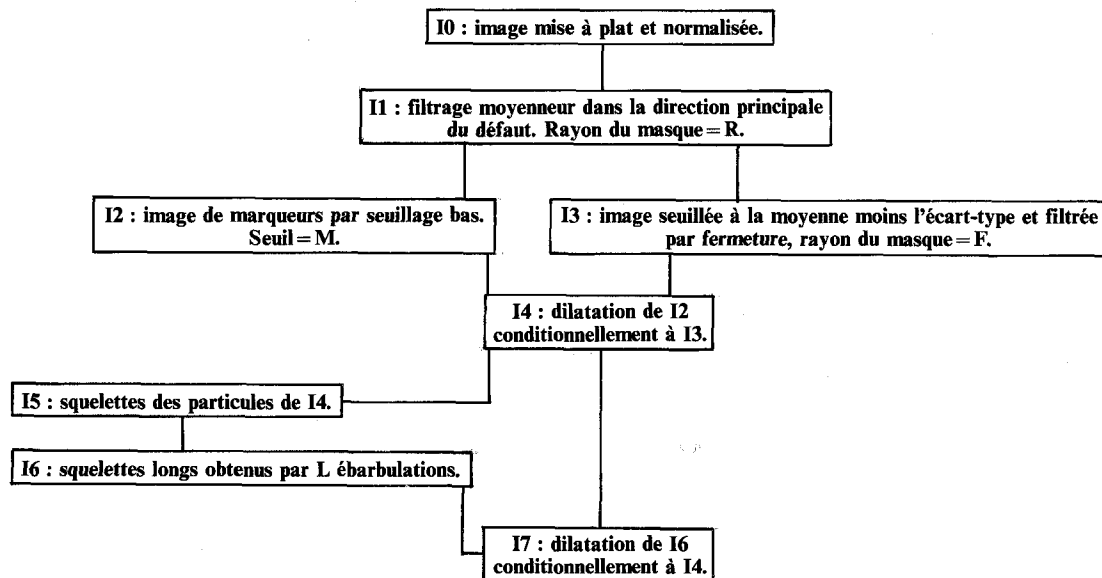 I0 : image mise à plat et normalisée.
I1 : filtrage moyenneur dans la direction principale
du défaut. Rayon du masque = R.
I2 : image de marqueurs par seuillage bas.
Seuil = M.
I3 : image seuillée à la moyenne moins l'écart-type et filtrée
par fermeture, rayon du masque = F.
I4 : dilatation de I2
conditionnellement à I3.
I5 : squelettes des particules de I4.
I6 : squelettes longs obtenus par L ébarbulations.
I7 : dilatation de I6
conditionnellement à I4.